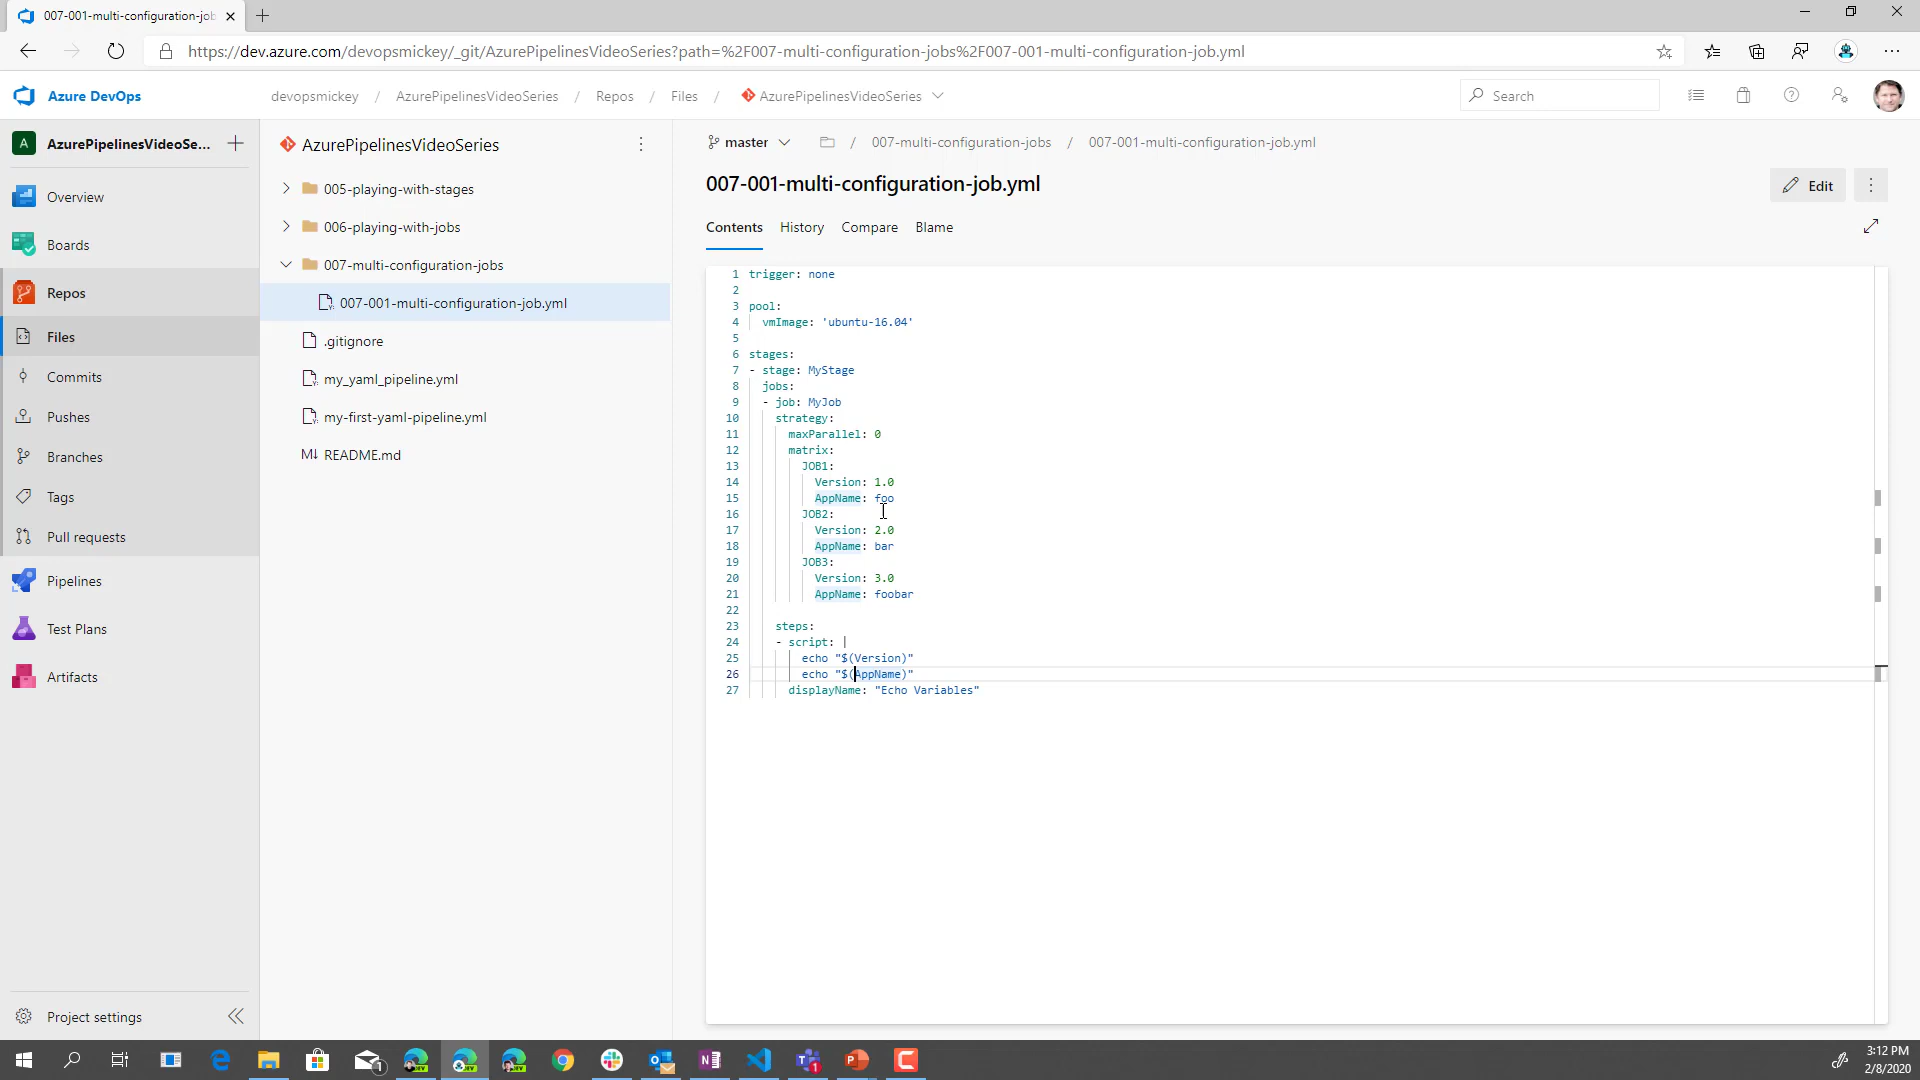 007-001-multi-configuration-job
https://dev.azure.com/devopsmickey/_git/AzurePipelinesVideoSeries?path=%2F007-multi-configuration-jobs%2F007-001-multi-configuration-job.yml
Azure DevOps
devopsmickey / AzurePipelinesVideoSeries / Repos / Files / AzurePipelinesVideoSeries
Search
A AzurePipelinesVideoSe...
Overview
Boards
Repos
Files
Commits
Pushes
Branches
Tags
Pull requests
Pipelines
Test Plans
Artifacts
Project settings
AzurePipelinesVideoSeries
005-playing-with-stages
006-playing-with-jobs
007-multi-configuration-jobs
007-001-multi-configuration-job.yml
.gitignore
my_yaml_pipeline.yml
my-first-yaml-pipeline.yml
M↓ README.md
master / 007-multi-configuration-jobs / 007-001-multi-configuration-job.yml
007-001-multi-configuration-job.yml
Edit
Contents History Compare Blame
1 trigger: none
2
3 pool:
4 vmImage: 'ubuntu-16.04'
5
6 stages:
7 - stage: MyStage
8 jobs:
9 - job: MyJob
10 strategy:
11 maxParallel: 0
12 matrix:
13 JOB1:
14 Version: 1.0
15 AppName: foo
16 JOB2:
17 Version: 2.0
18 AppName: bar
19 JOB3:
20 Version: 3.0
21 AppName: foobar
22
23 steps:
24 - script: |
25 echo "$(Version)"
26 echo "$(AppName)"
27 displayName: "Echo Variables"
3:12 PM
2/8/2020